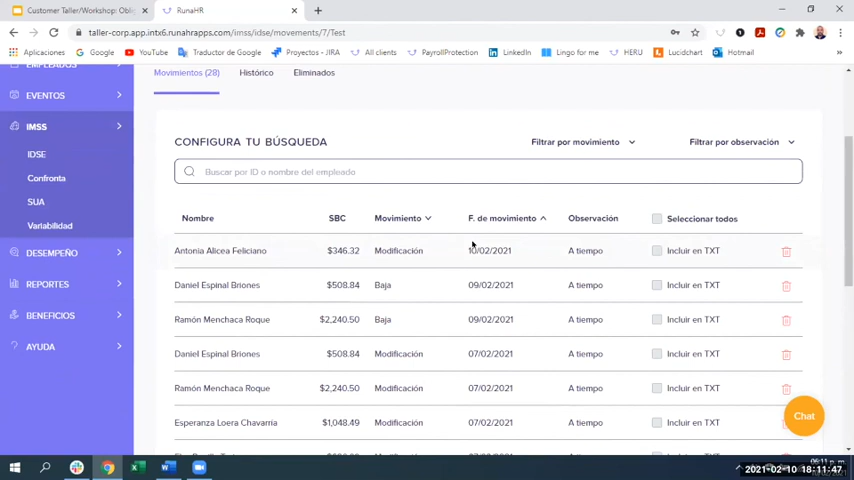 Customer Taller/Workshop: Oblig
RunaHR
taller-corp.app.intx6.runahrapps.com/imss/idse/movements/7/Test
Aplicaciones
Google
YouTube
Traductor de Google
Proyectos - JIRA
All clients
PayrollProtection
LinkedIn
Lingo for me
HERU
Lucidchart
Hotmail
EMPLEADOS
EVENTOS
IMSS
IDSE
Confronta
SUA
Variabilidad
DESEMPEÑO
REPORTES
BENEFICIOS
AYUDA
Movimientos (28) Histórico Eliminados
CONFIGURA TU BÚSQUEDA Filtrar por movimiento Filtrar por observación
Buscar por ID o nombre del empleado
Nombre SBC Movimiento F. de movimiento Observación Seleccionar todos
Antonia Alicea Feliciano $346.32 Modificación 10/02/2021 A tiempo Incluir en TXT
Daniel Espinal Briones $508.84 Baja 09/02/2021 A tiempo Incluir en TXT
Ramón Menchaca Roque $2,240.50 Baja 09/02/2021 A tiempo Incluir en TXT
Daniel Espinal Briones $508.84 Modificación 07/02/2021 A tiempo Incluir en TXT
Ramón Menchaca Roque $2,240.50 Modificación 07/02/2021 A tiempo Incluir en TXT
Esperanza Loera Chavarria $1,048.49 Modificación 07/02/2021 A tiempo Incluir en TXT
Chat
06:11 p. m.
2021-02-10 18:11:47